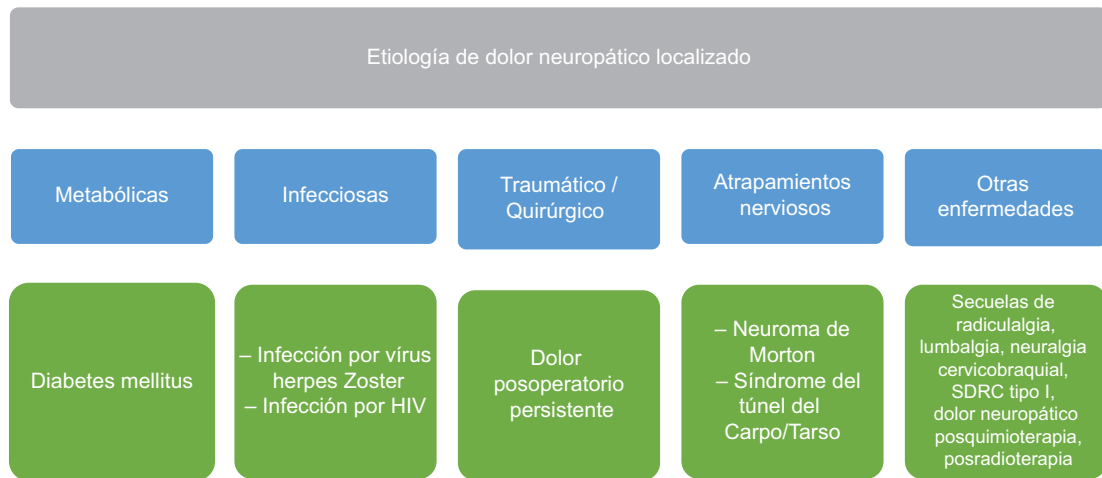 Etiología de dolor neuropático localizado
Metabólicas
Infecciosas
Traumático /
Quirúrgico
Atrapamientos
nerviosos
Otras
enfermedades
Diabetes mellitus
– Infección por vírus
herpes Zoster
– Infección por HIV
Dolor
posoperatorio
persistente
– Neuroma de
Morton
– Síndrome del
túnel del
Carpo/Tarso
Secuelas de
radiculalgia,
lumbalgia, neuralgia
cervicobraquial,
SDRC tipo I,
dolor neuropático
posquimioterapia,
posradioterapia